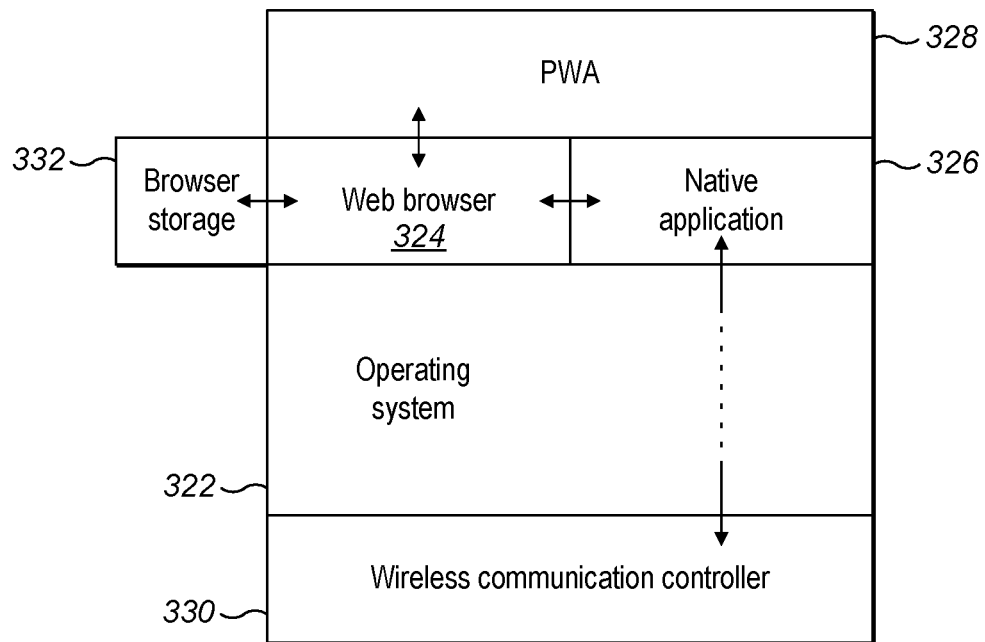 328
PWA
332
326
Browser
storage
Web browser
324
Native
application
Operating
system
322
Wireless communication controller
330